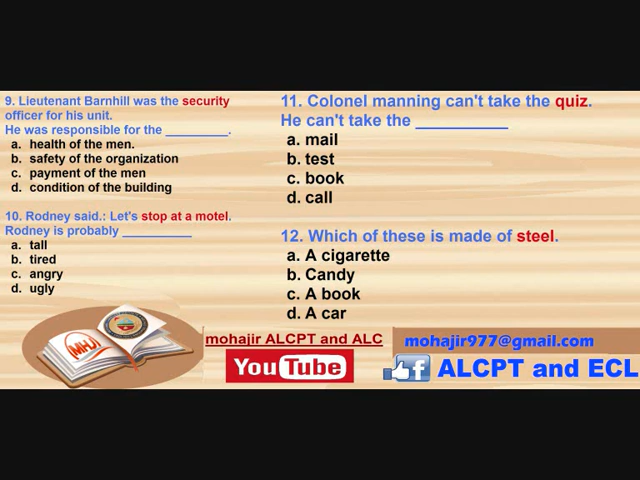 9. Lieutenant Barnhill was the security
officer for his unit.
He was responsible for the __________.
a. health of the men.
b. safety of the organization
c. payment of the men
d. condition of the building
10. Rodney said.: Let's stop at a motel.
Rodney is probably ___________
a. tall
b. tired
c. angry
d. ugly
11. Colonel manning can't take the quiz.
He can't take the __________
a. mail
b. test
c. book
d. call
12. Which of these is made of steel.
a. A cigarette
b. Candy
c. A book
d. A car
mohajir ALCPT and ALC
YouTube
mohajir977@gmail.com
ALCPT and ECL